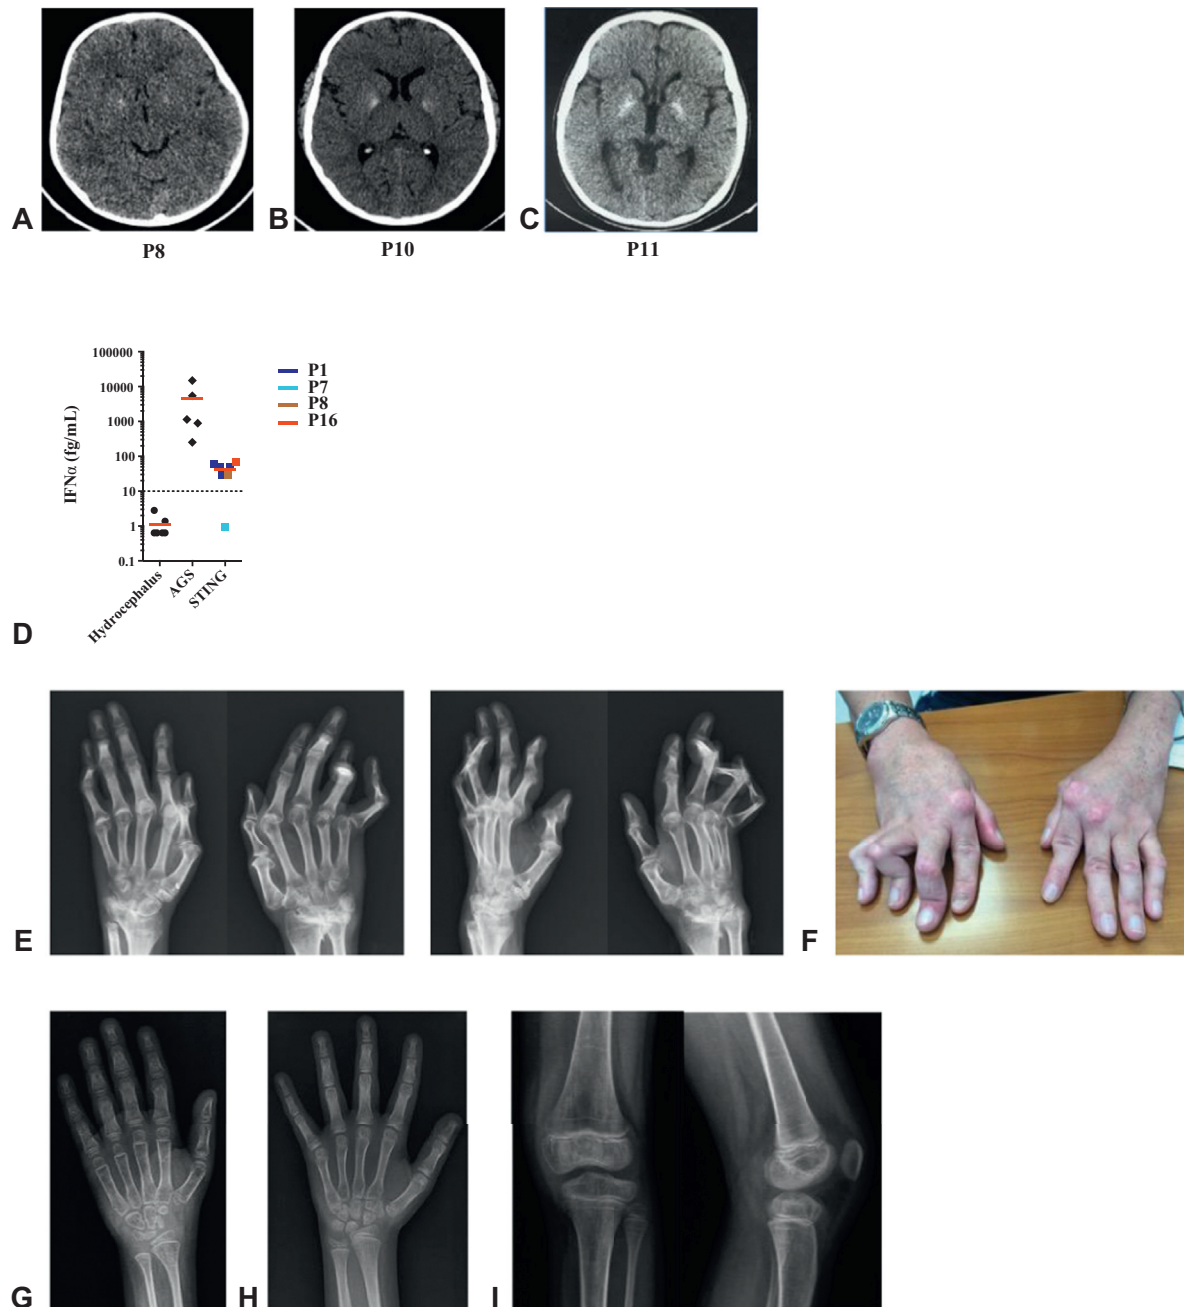 A
B
C
P8
P10
P11
100000
10000
1000
100
10
1
0.1
IFNα (fg/mL)
Hydrocephalus
AGS
STING
P1
P7
P8
P16
D
E
F
G
H
I